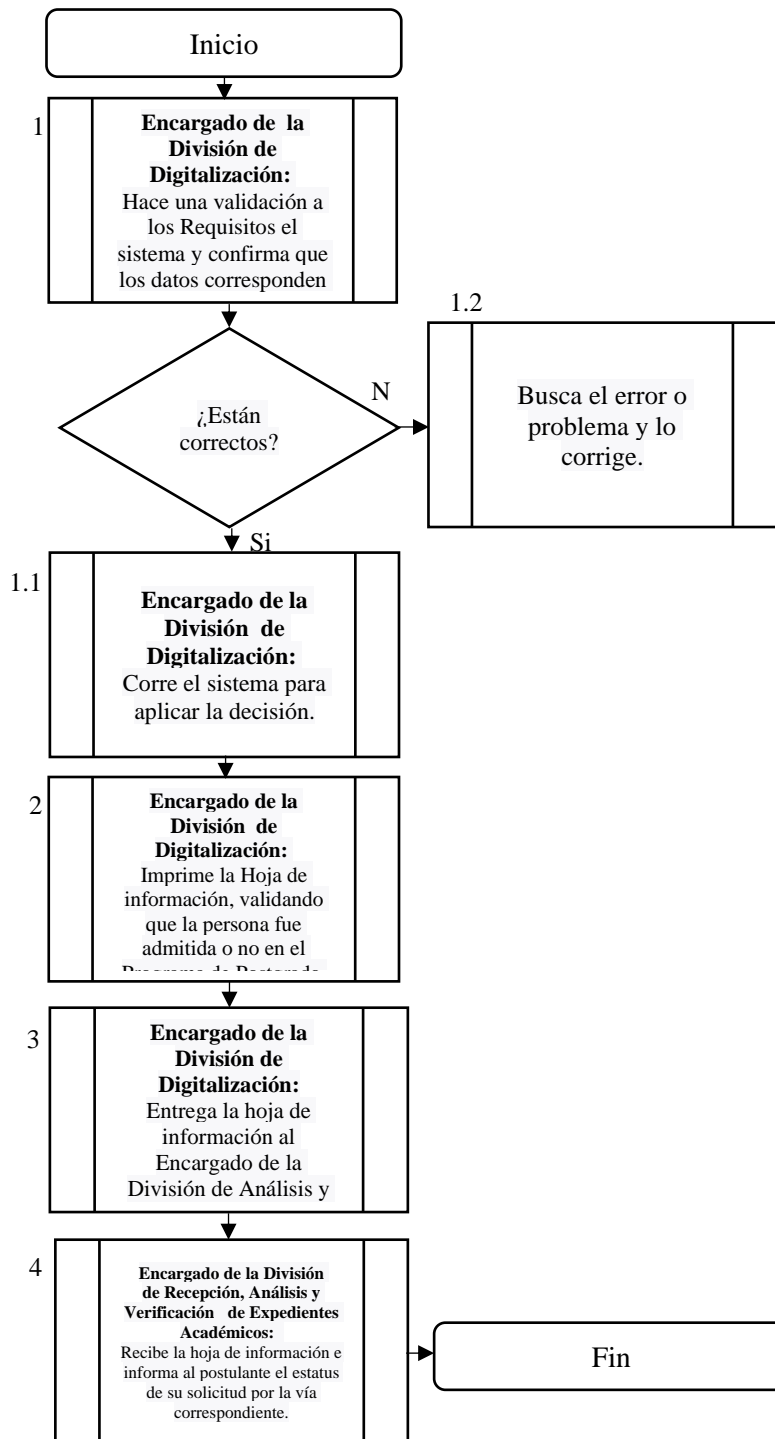 Inicio
1
Encargado de la
División de
Digitalización:
Hace una validación a
los Requisitos el
sistema y confirma que
los datos corresponden
1.2
¿Están
correctos?
N
Busca el error o
problema y lo
corrige.
Si
1.1
Encargado de la
División de
Digitalización:
Corre el sistema para
aplicar la decisión.
2
Encargado de la
División de
Digitalización:
Imprime la Hoja de
información, validando
que la persona fue
admitida o no en el
Programa de Postgrado
3
Encargado de la
División de
Digitalización:
Entrega la hoja de
información al
Encargado de la
División de Análisis y
4
Encargado de la División
de Recepción, Análisis y
Verificación de Expedientes
Académicos:
Recibe la hoja de información e
informa al postulante el estatus
de su solicitud por la vía
correspondiente.
Fin